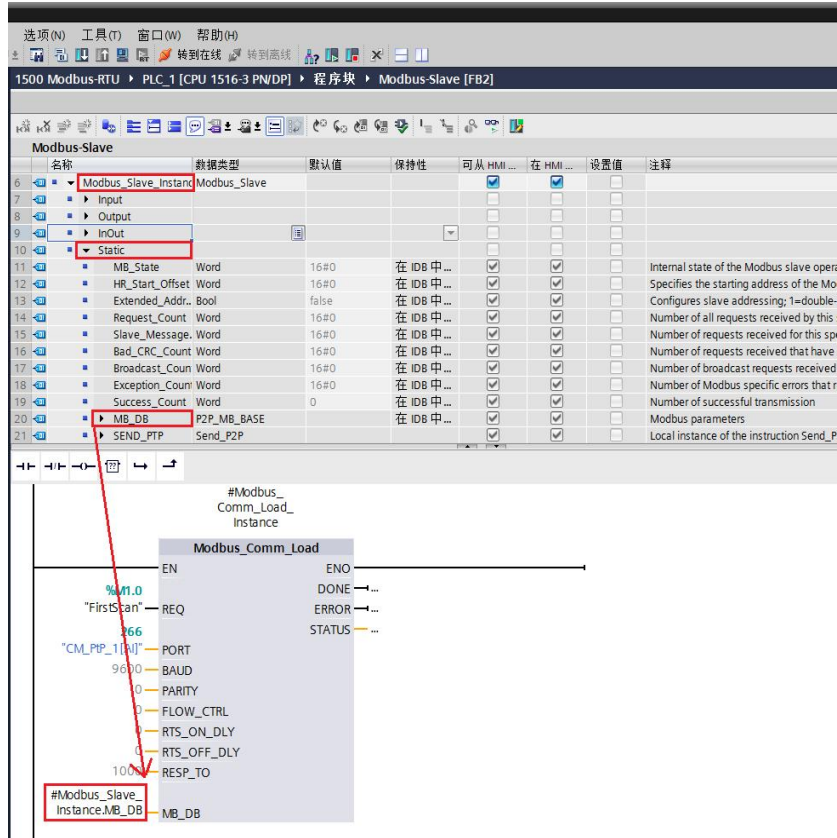 选项(N) 工具(T) 窗口(W) 帮助(H)
转到在线 转到离线
1500 Modbus-RTU ▸ PLC_1 [CPU 1516-3 PN/DP] ▸ 程序块 ▸ Modbus-Slave [FB2]
Modbus-Slave
名称 数据类型 默认值 保持性 可从 HMI ... 在 HMI ... 设置值 注释
6 Modbus_Slave_Instanc Modbus_Slave
7 Input
8 Output
9 InOut
10 Static
11 MB_State Word 16#0 在 IDB 中... Internal state of the Modbus slave opera
12 HR_Start_Offset Word 16#0 在 IDB 中... Specifies the starting address of the Mo
13 Extended_Addr... Bool false 在 IDB 中... Configures slave addressing; 1=double-
14 Request_Count Word 16#0 在 IDB 中... Number of all requests received by this
15 Slave_Message. Word 16#0 在 IDB 中... Number of requests received for this spe
16 Bad_CRC_Count Word 16#0 在 IDB 中... Number of requests received that have
17 Broadcast_Coun Word 16#0 在 IDB 中... Number of broadcast requests received
18 Exception_Count Word 16#0 在 IDB 中... Number of Modbus specific errors that r
19 Success_Count Word 0 在 IDB 中... Number of successful transmission
20 MB_DB P2P_MB_BASE 在 IDB 中... Modbus parameters
21 SEND_PTP Send_P2P Local instance of the instruction Send_P
#Modbus_
Comm_Load_
Instance
Modbus_Comm_Load
EN ENO
DONE ...
%M1.0
"FirstScan" REQ ERROR ...
266 STATUS ...
"CM_PtP_1[AI]" PORT
9600 BAUD
0 PARITY
0 FLOW_CTRL
0 RTS_ON_DLY
0 RTS_OFF_DLY
1000 RESP_TO
#Modbus_Slave_
Instance.MB_DB MB_DB